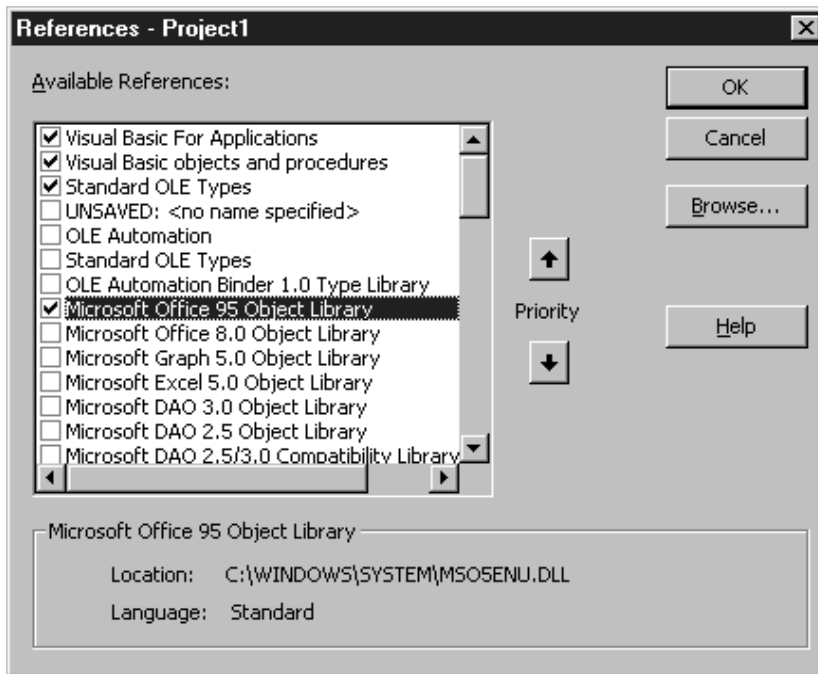 References - Project1
Available References:
Visual Basic For Applications
Visual Basic objects and procedures
Standard OLE Types
UNSAVED: <no name specified>
OLE Automation
Standard OLE Types
OLE Automation Binder 1.0 Type Library
Microsoft Office 95 Object Library
Microsoft Office 8.0 Object Library
Microsoft Graph 5.0 Object Library
Microsoft Excel 5.0 Object Library
Microsoft DAO 3.0 Object Library
Microsoft DAO 2.5 Object Library
Microsoft DAO 2.5/3.0 Compatibility Library
Priority
OK
Cancel
Browse...
Help
Microsoft Office 95 Object Library
Location: C:\WINDOWS\SYSTEM\MSO5ENU.DLL
Language: Standard